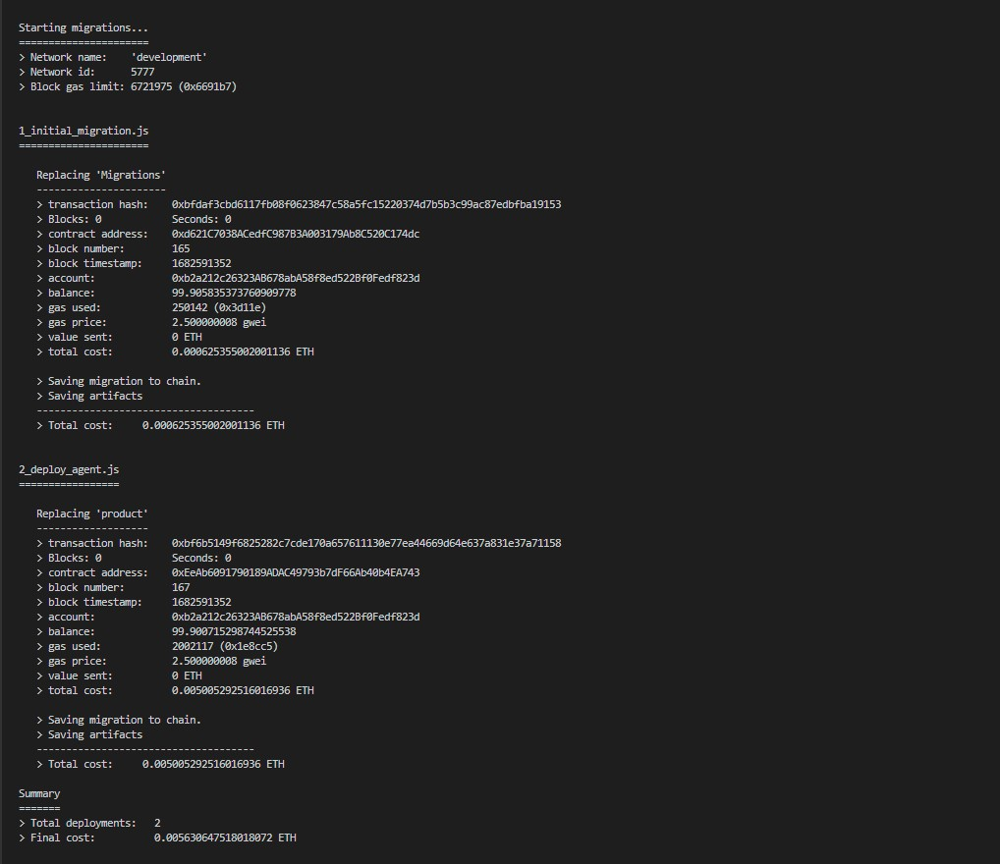 Starting migrations...
======================
> Network name:    'development'
> Network id:      5777
> Block gas limit: 6721975 (0x6691b7)
1_initial_migration.js
======================
Replacing 'Migrations'
----------------------
> transaction hash:    0xbfdaf3cbd6117fb08f0623847c58a5fc15220374d7b5b3c99ac87edbfba19153
> Blocks: 0            Seconds: 0
> contract address:    0xd621C7038ACedfC987B3A003179Ab8C520C174dc
> block number:        165
> block timestamp:     1682591352
> account:             0xb2a212c26323AB678abA58f8ed522Bf0Fedf823d
> balance:             99.905835373760909778
> gas used:            250142 (0x3d11e)
> gas price:           2.500000008 gwei
> value sent:          0 ETH
> total cost:          0.000625355002001136 ETH
> Saving migration to chain.
> Saving artifacts
-------------------------------------
> Total cost:     0.000625355002001136 ETH
2_deploy_agent.js
=================
Replacing 'product'
-------------------
> transaction hash:    0xbf6b5149f6825282c7cde170a657611130e77ea44669d64e637a831e37a71158
> Blocks: 0            Seconds: 0
> contract address:    0xEeAb6091790189ADAC49793b7dF66Ab40b4EA743
> block number:        167
> block timestamp:     1682591352
> account:             0xb2a212c26323AB678abA58f8ed522Bf0Fedf823d
> balance:             99.900715298744525538
> gas used:            2002117 (0x1e8cc5)
> gas price:           2.500000008 gwei
> value sent:          0 ETH
> total cost:          0.005005292516016936 ETH
> Saving migration to chain.
> Saving artifacts
-------------------------------------
> Total cost:     0.005005292516016936 ETH
Summary
=======
> Total deployments:   2
> Final cost:          0.005630647518018072 ETH